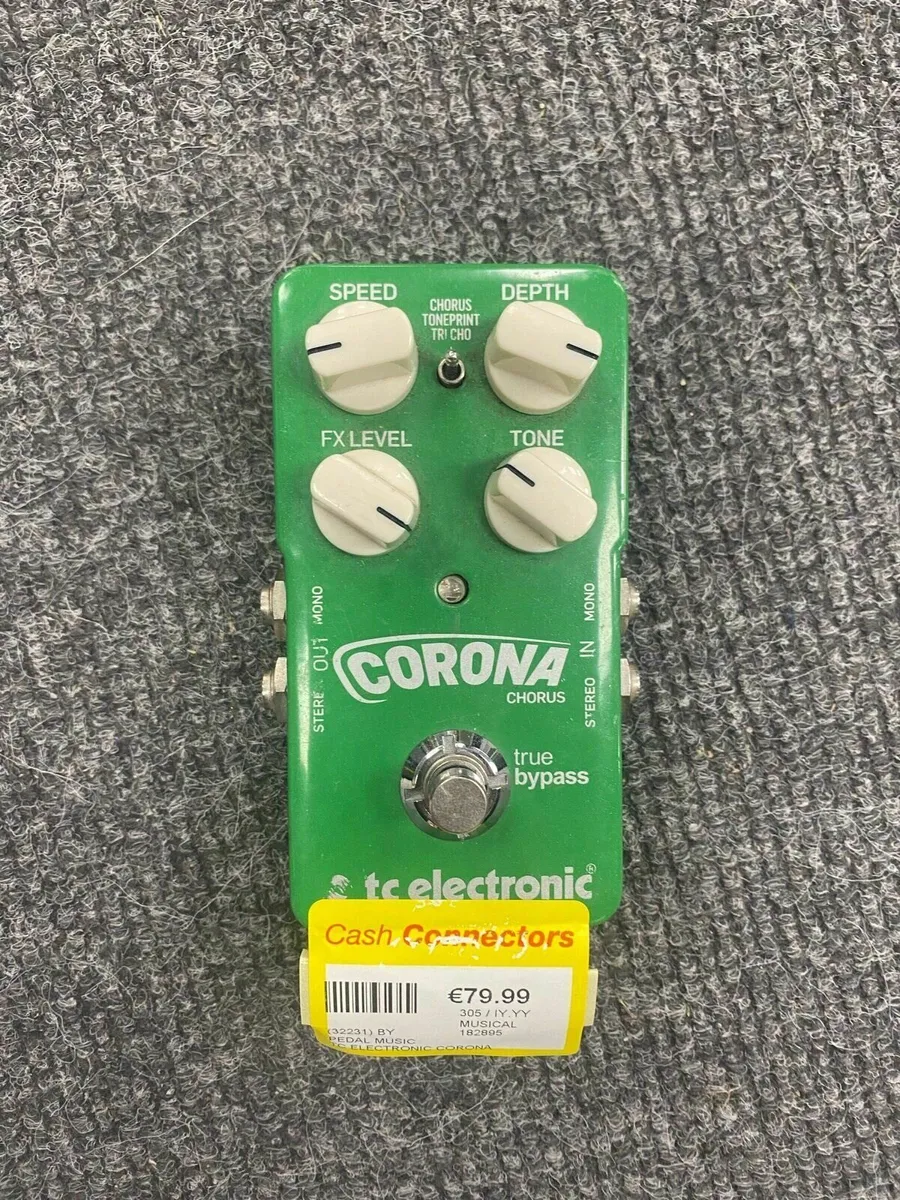 SPEED
DEPTH
CHORUS
TONEPRINT
TRI CHO
FX LEVEL
TONE
MONO
OUT
STERE
MONO
IN
STEREO
CORONA
CHORUS
true
bypass
tc electronic®
Cash Connectors
€79.99
305 / IY.YY
MUSICAL
182895
(32231) BY
PEDAL MUSIC
TC ELECTRONIC CORONA